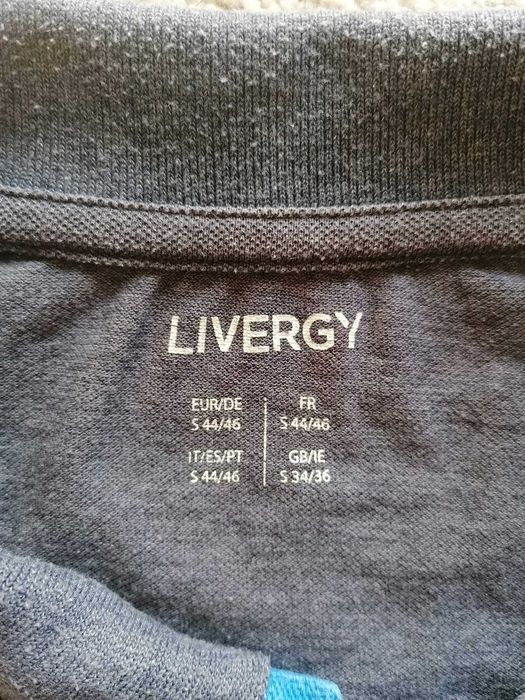 LIVERGY
EUR/DE
S 44/46
FR
S 44/46
IT/ES/PT
S 44/46
GB/IE
S 34/36